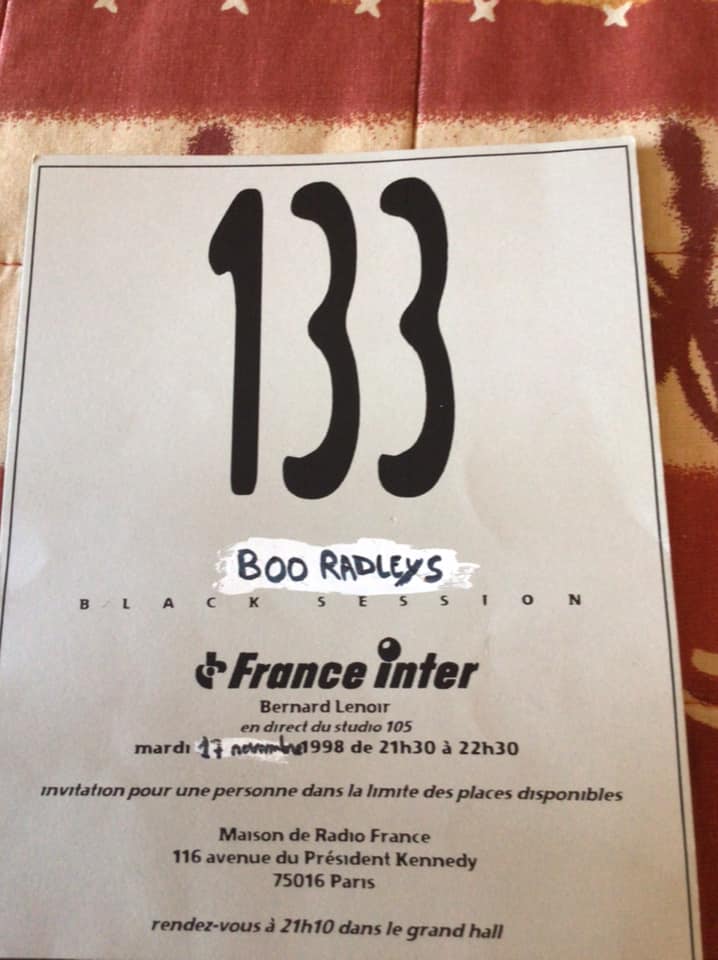 133
BOO RADLEYS
BLACK SESSION
France inter
Bernard Lenoir
en direct du studio 105
mardi 17 novembre 1998 de 21h30 à 22h30
invitation pour une personne dans la limite des places disponibles
Maison de Radio France
116 avenue du Président Kennedy
75016 Paris
rendez-vous à 21h10 dans le grand hall